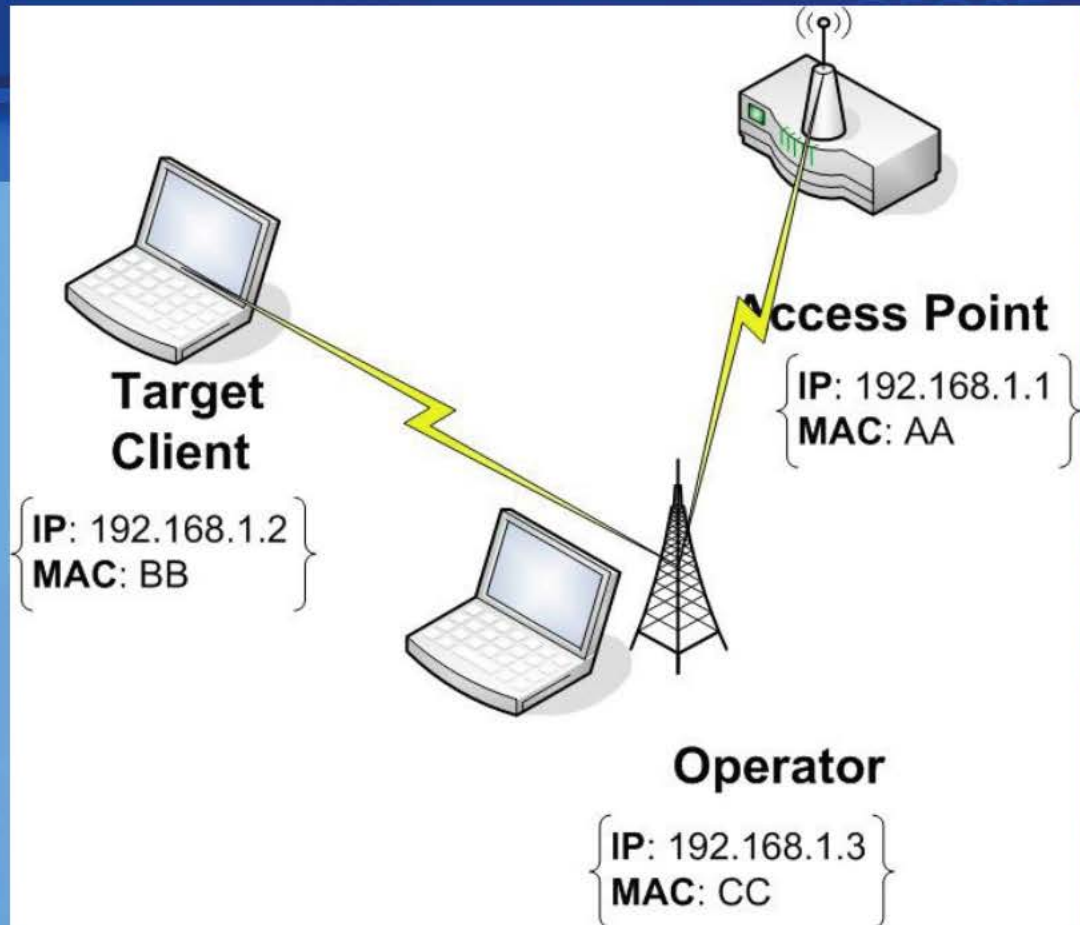 Access Point
IP: 192.168.1.1
MAC: AA
Target
Client
IP: 192.168.1.2
MAC: BB
Operator
IP: 192.168.1.3
MAC: CC